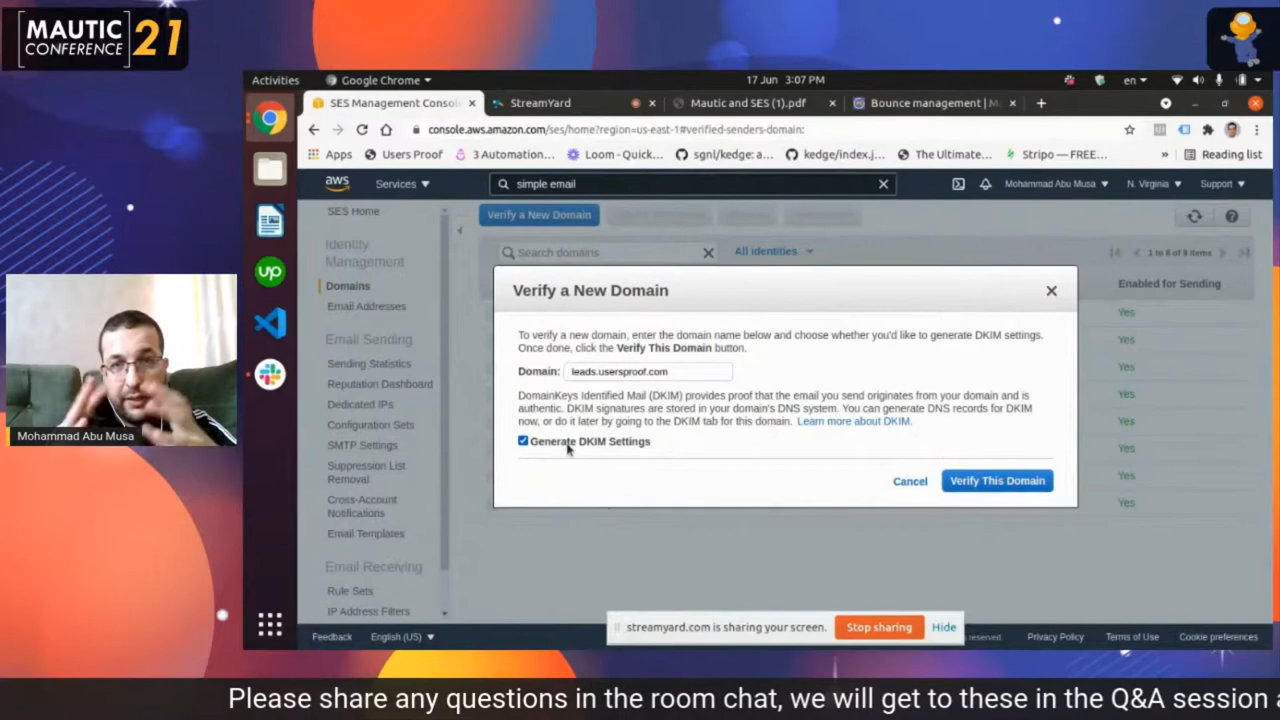 MAUTIC
CONFERENCE
21
Activities
Google Chrome
17 Jun 3:07 PM
en
SES Management Consol
StreamYard
Mautic and SES (1).pdf
Bounce management | M
console.aws.amazon.com/ses/home?region=us-east-1#verified-senders-domain:
Apps
Users Proof
3 Automation...
Loom - Quick...
sgnl/kedge: a...
kedge/index.j...
The Ultimate...
Stripo — FREE...
»
Reading list
aws
Services
simple email
Mohammad Abu Musa
N. Virginia
Support
SES Home
Identity
Management
Domains
Email Addresses
Email Sending
Sending Statistics
Reputation Dashboard
Dedicated IPs
Configuration Sets
SMTP Settings
Suppression List
Removal
Cross-Account
Notifications
Email Templates
Email Receiving
Rule Sets
IP Address Filters
Verify a New Domain
Search domains
All identities
1 to 8 of 8 items
Enabled for Sending
Yes
Yes
Yes
Yes
Yes
Yes
Yes
Yes
Verify a New Domain
To verify a new domain, enter the domain name below and choose whether you'd like to generate DKIM settings.
Once done, click the Verify This Domain button.
Domain: leads.usersproof.com
DomainKeys Identified Mail (DKIM) provides proof that the email you send originates from your domain and is
authentic. DKIM signatures are stored in your domain's DNS system. You can generate DNS records for DKIM
now, or do it later by going to the DKIM tab for this domain. Learn more about DKIM.
Generate DKIM Settings
Cancel
Verify This Domain
up
Mohammad Abu Musa
streamyard.com is sharing your screen.
Stop sharing
Hide
Feedback
English (US)
reserved.
Privacy Policy
Terms of Use
Cookie preferences
Please share any questions in the room chat, we will get to these in the Q&A session